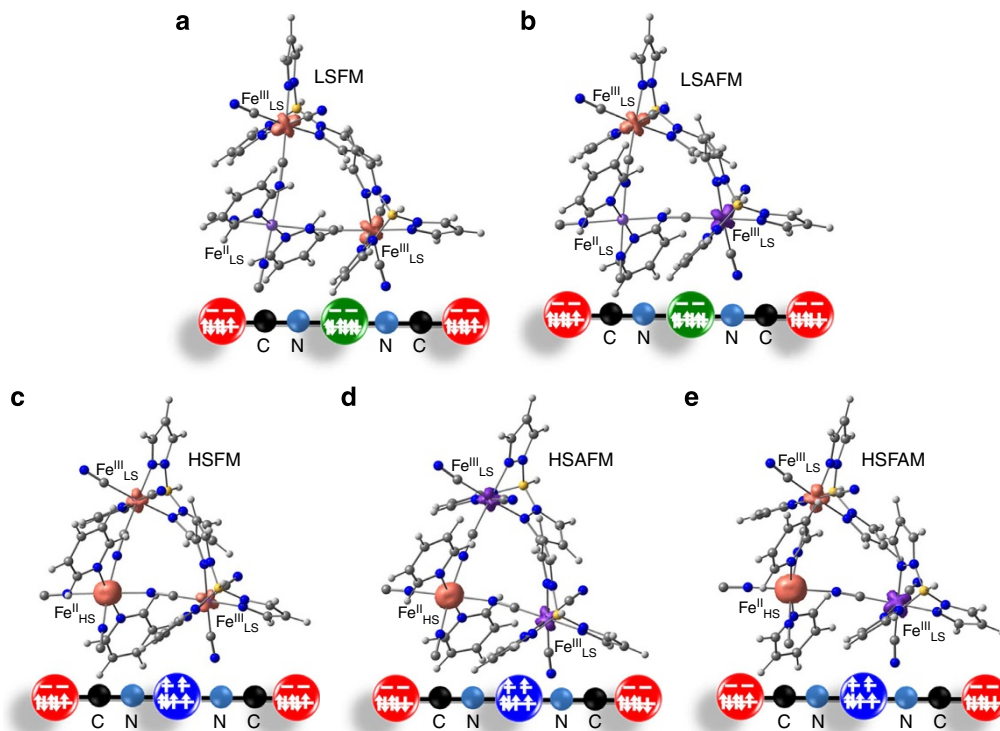 a
LSFM
Fe^III_LS
Fe^II_LS
Fe^III_LS
C N N C
b
LSAFM
Fe^III_LS
Fe^II_LS
Fe^III_LS
C N N C
c
HSFM
Fe^III_LS
Fe^II_HS
Fe^III_LS
C N N C
d
HSAFM
Fe^III_LS
Fe^II_HS
Fe^III_LS
C N N C
e
HSFAM
Fe^III_LS
Fe^II_HS
Fe^III_LS
C N N C